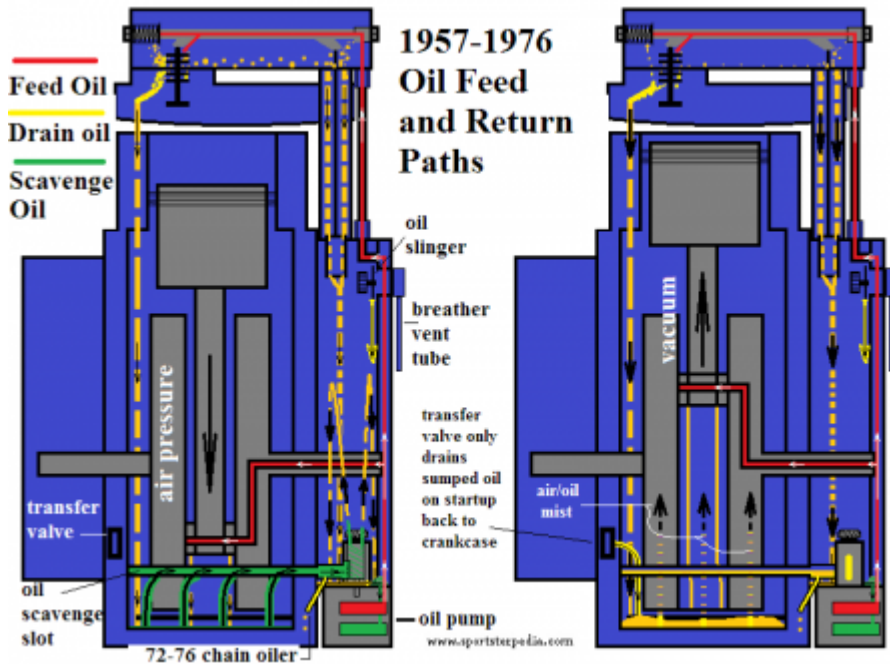 1957-1976
Oil Feed
and Return
Paths
Feed Oil
Drain oil
Scavenge
Oil
oil
slinger
breather
vent
tube
air pressure
transfer
valve
oil
scavenge
slot
72-76 chain oiler
oil pump
www.sportsterpedia.com
vacuum
transfer
valve only
drains
sumped oil
on startup
back to
crankcase
air/oil
mist